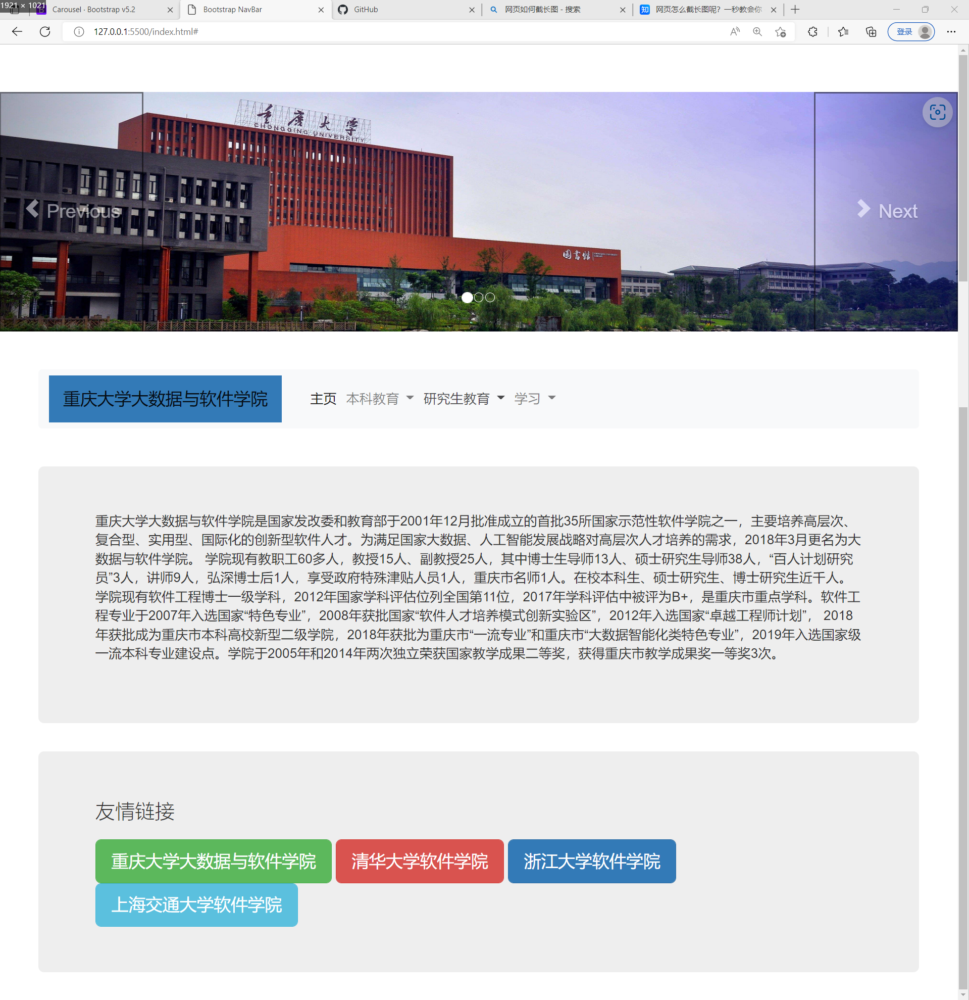 1921 × 1021
Carousel · Bootstrap v5.2
Bootstrap NavBar
GitHub
网页如何截长图 - 搜索
知 网页怎么截长图呢？一秒教会你
127.0.0.1:5500/index.html#
登录
重庆大学
CHONGQING UNIVERSITY
Previous
Next
图書館
CHONGQING UNIVERSITY
LIBRARY
重庆大学大数据与软件学院
主页 本科教育 研究生教育 学习
重庆大学大数据与软件学院是国家发改委和教育部于2001年12月批准成立的首批35所国家示范性软件学院之一，主要培养高层次、
复合型、实用型、国际化的创新型软件人才。为满足国家大数据、人工智能发展战略对高层次人才培养的需求，2018年3月更名为大
数据与软件学院。 学院现有教职工60多人，教授15人、副教授25人，其中博士生导师13人、硕士研究生导师38人，“百人计划研究
员”3人，讲师9人，弘深博士后1人，享受政府特殊津贴人员1人，重庆市名师1人。在校本科生、硕士研究生、博士研究生近千人。
学院现有软件工程博士一级学科，2012年国家学科评估位列全国第11位，2017年学科评估中被评为B+，是重庆市重点学科。软件工
程专业于2007年入选国家“特色专业”，2008年获批国家“软件人才培养模式创新实验区”，2012年入选国家“卓越工程师计划”， 2018
年获批成为重庆市本科高校新型二级学院，2018年获批为重庆市“一流专业”和重庆市“大数据智能化类特色专业”，2019年入选国家级
一流本科专业建设点。学院于2005年和2014年两次独立荣获国家教学成果二等奖，获得重庆市教学成果奖一等奖3次。
友情链接
重庆大学大数据与软件学院 清华大学软件学院 浙江大学软件学院
上海交通大学软件学院